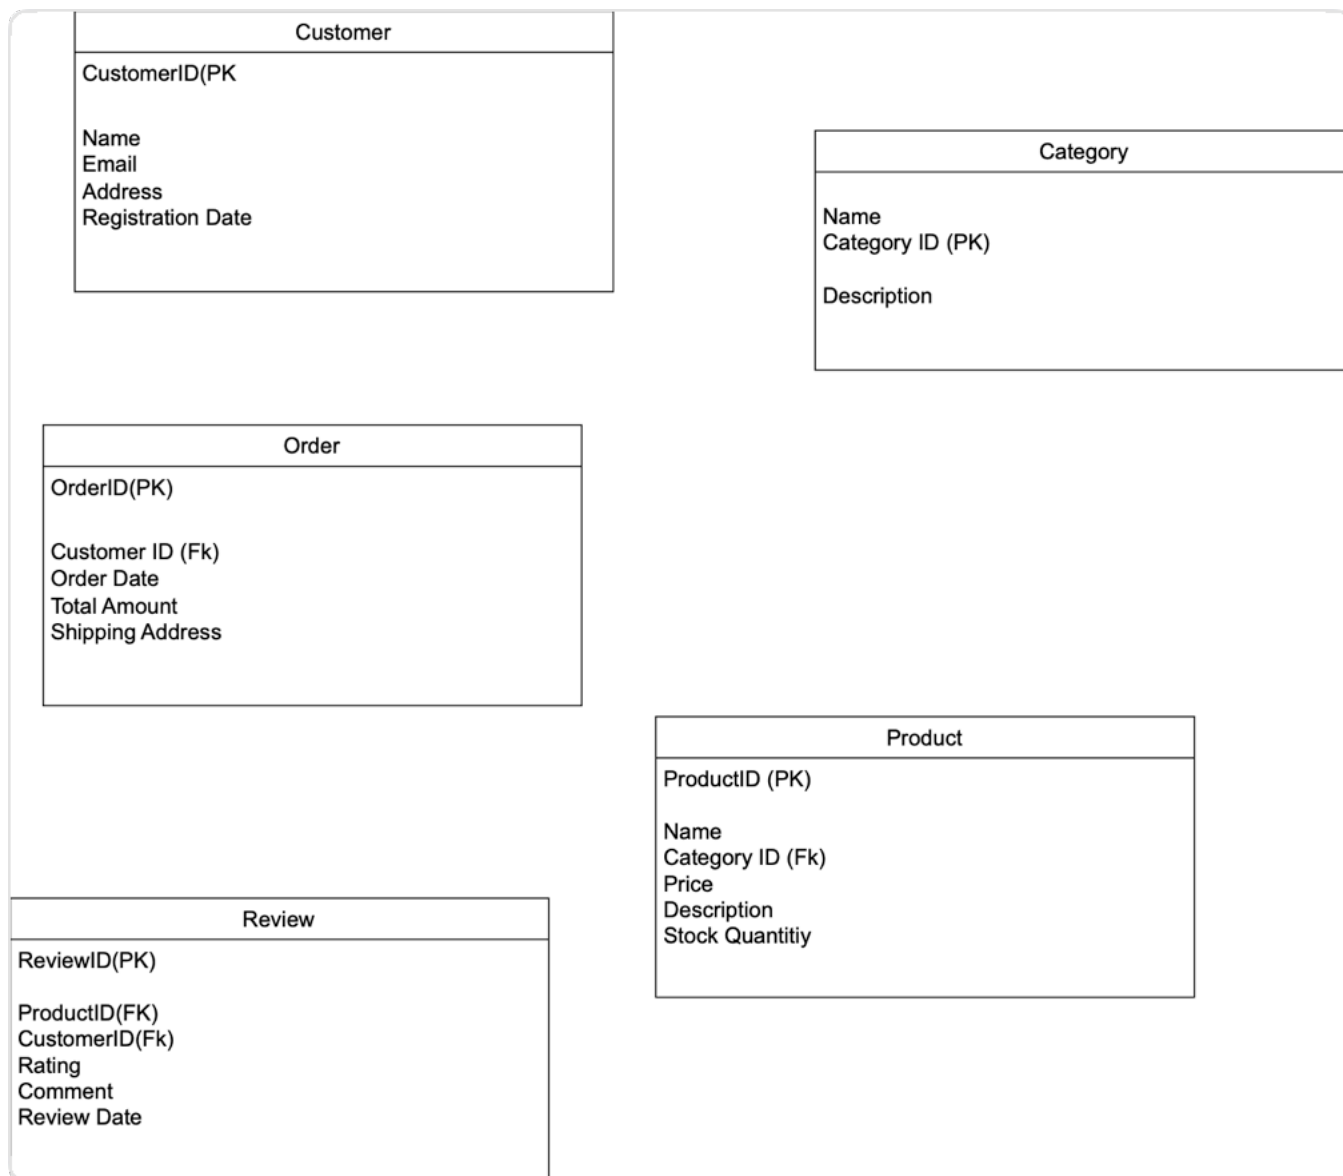 Customer
CustomerID(PK
Name
Email
Address
Registration Date
Category
Name
Category ID (PK)
Description
Order
OrderID(PK)
Customer ID (Fk)
Order Date
Total Amount
Shipping Address
Product
ProductID (PK)
Name
Category ID (Fk)
Price
Description
Stock Quantitiy
Review
ReviewID(PK)
ProductID(FK)
CustomerID(Fk)
Rating
Comment
Review Date